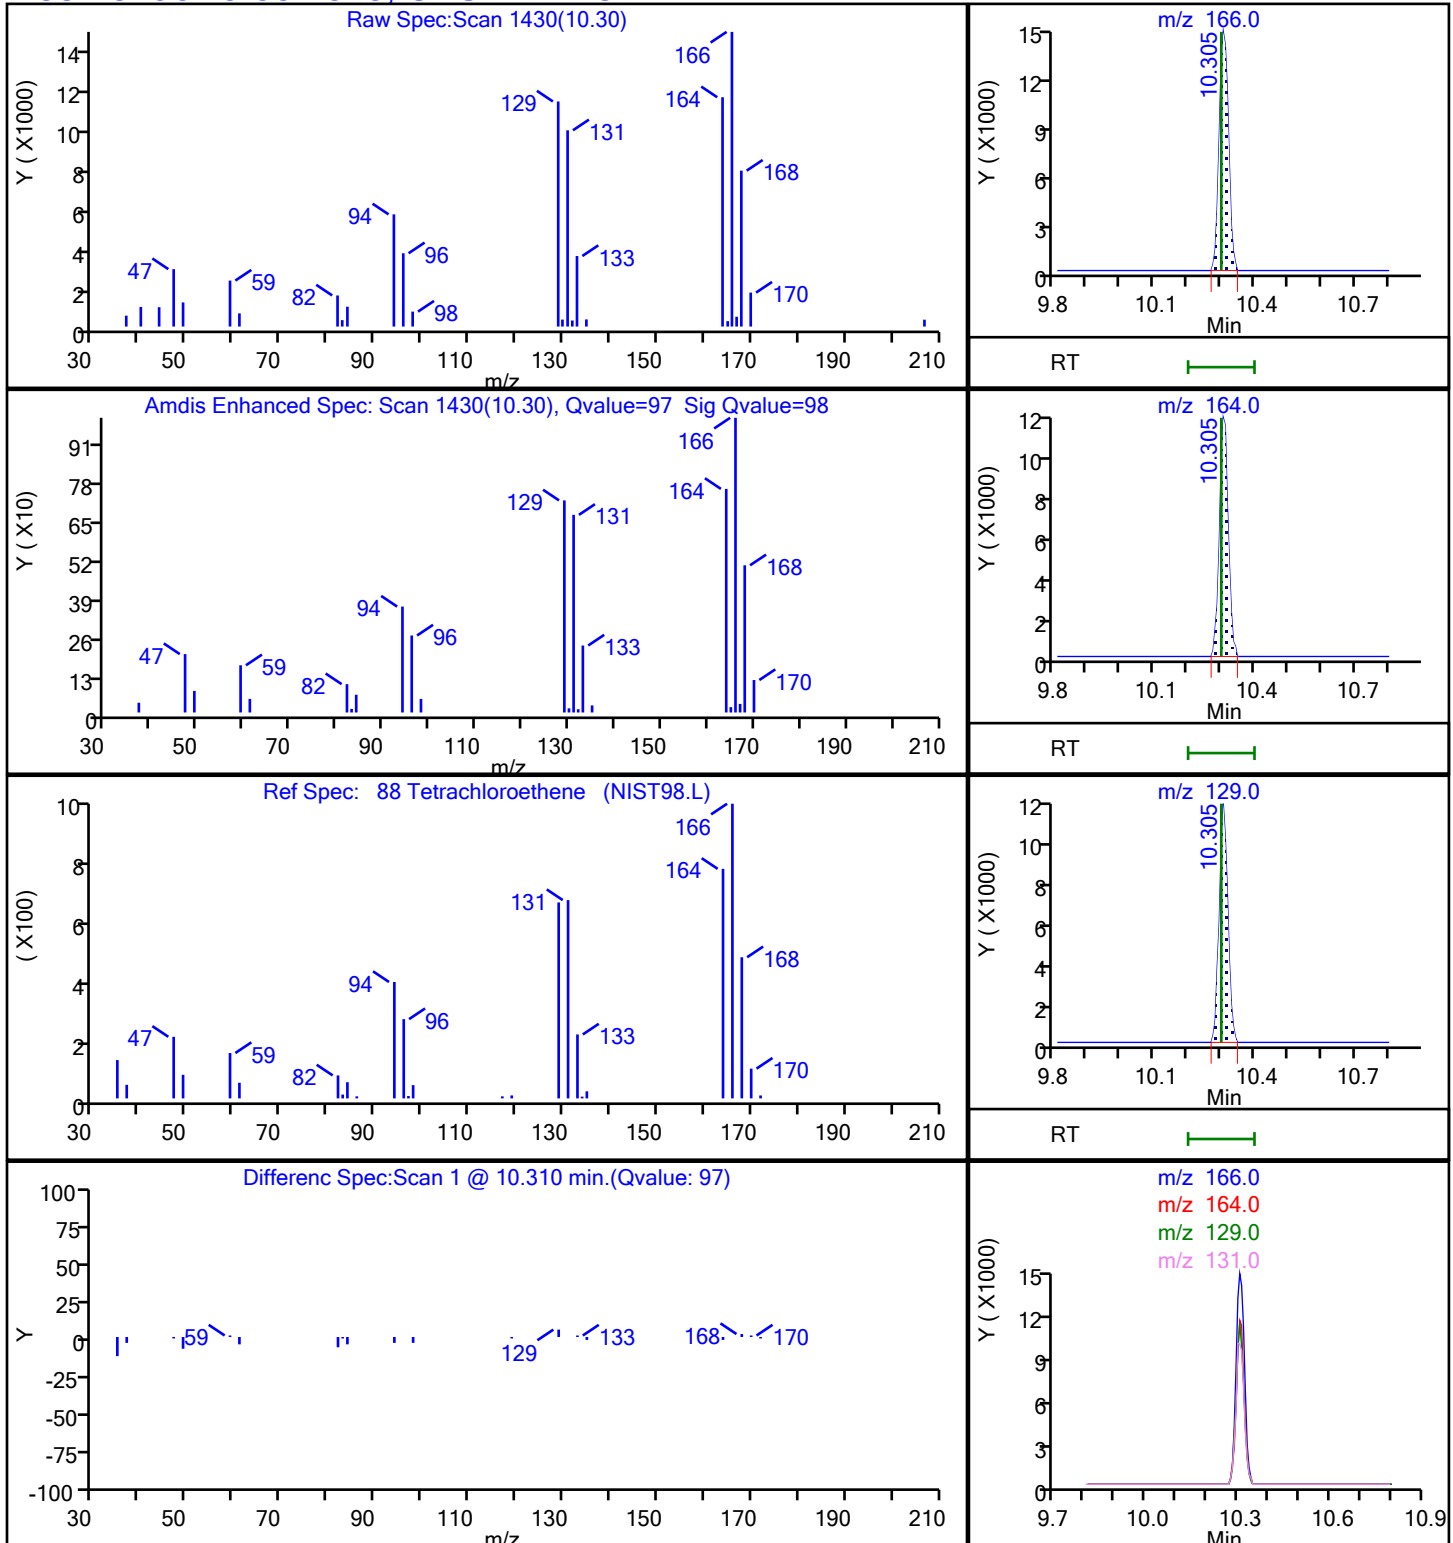 Raw Spec:Scan 1430(10.30)
Y ( X1000)
14
12
10
8
6
4
2
0
47
59
82
94
96
98
129
131
133
164
166
168
170
30 50 70 90 110 130 150 170 190 210
m/z
m/z 166.0
Y ( X1000)
15
12
9
6
3
0
10.305
9.8 10.1 10.4 10.7
Min
RT
Amdis Enhanced Spec: Scan 1430(10.30), Qvalue=97 Sig Qvalue=98
Y ( X10)
91
78
65
52
39
26
13
0
47
59
82
94
96
129
131
133
164
166
168
170
30 50 70 90 110 130 150 170 190 210
m/z
m/z 164.0
Y ( X1000)
12
10
8
6
4
2
0
10.305
9.8 10.1 10.4 10.7
Min
RT
Ref Spec: 88 Tetrachloroethene (NIST98.L)
( X100)
10
8
6
4
2
0
47
59
82
94
96
131
133
164
166
168
170
30 50 70 90 110 130 150 170 190 210
m/z
m/z 129.0
Y ( X1000)
12
10
8
6
4
2
0
10.305
9.8 10.1 10.4 10.7
Min
RT
Differenc Spec:Scan 1 @ 10.310 min.(Qvalue: 97)
Y
100
75
50
25
0
-25
-50
-75
-100
59
129
133
168
170
30 50 70 90 110 130 150 170 190 210
m/z
m/z 166.0
m/z 164.0
m/z 129.0
m/z 131.0
Y ( X1000)
15
12
9
6
3
0
9.7 10.0 10.3 10.6 10.9
Min